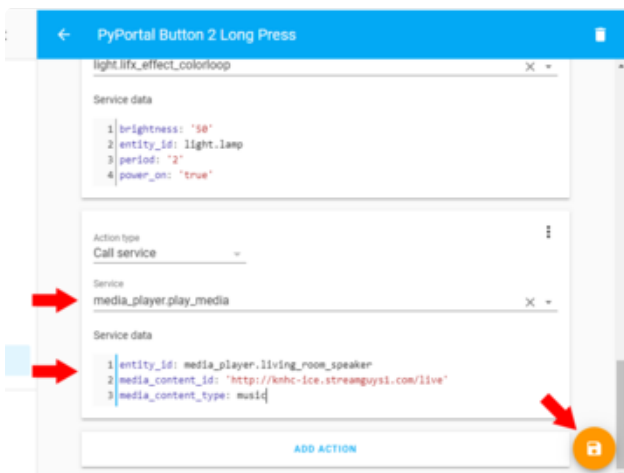 PyPortal Button 2 Long Press
light.lifx_effect_colorloop
Service data
1 brightness: '50'
2 entity_id: light.lamp
3 period: '2'
4 power_on: 'true'
Action type
Call service
Service
media_player.play_media
Service data
1 entity_id: media_player.living_room_speaker
2 media_content_id: 'http://knhc-ice.streamguys1.com/live'
3 media_content_type: music
ADD ACTION